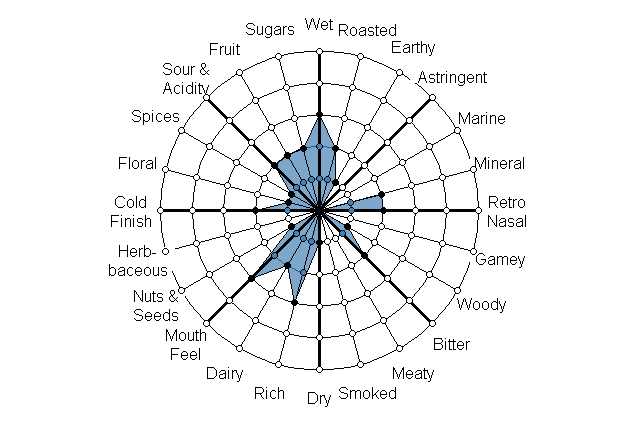 Wet
Sugars
Roasted
Fruit
Earthy
Sour &
Acidity
Astringent
Spices
Marine
Floral
Mineral
Cold
Finish
Retro
Nasal
Herb-
baceous
Gamey
Nuts &
Seeds
Woody
Mouth
Feel
Bitter
Dairy
Meaty
Rich
Dry
Smoked